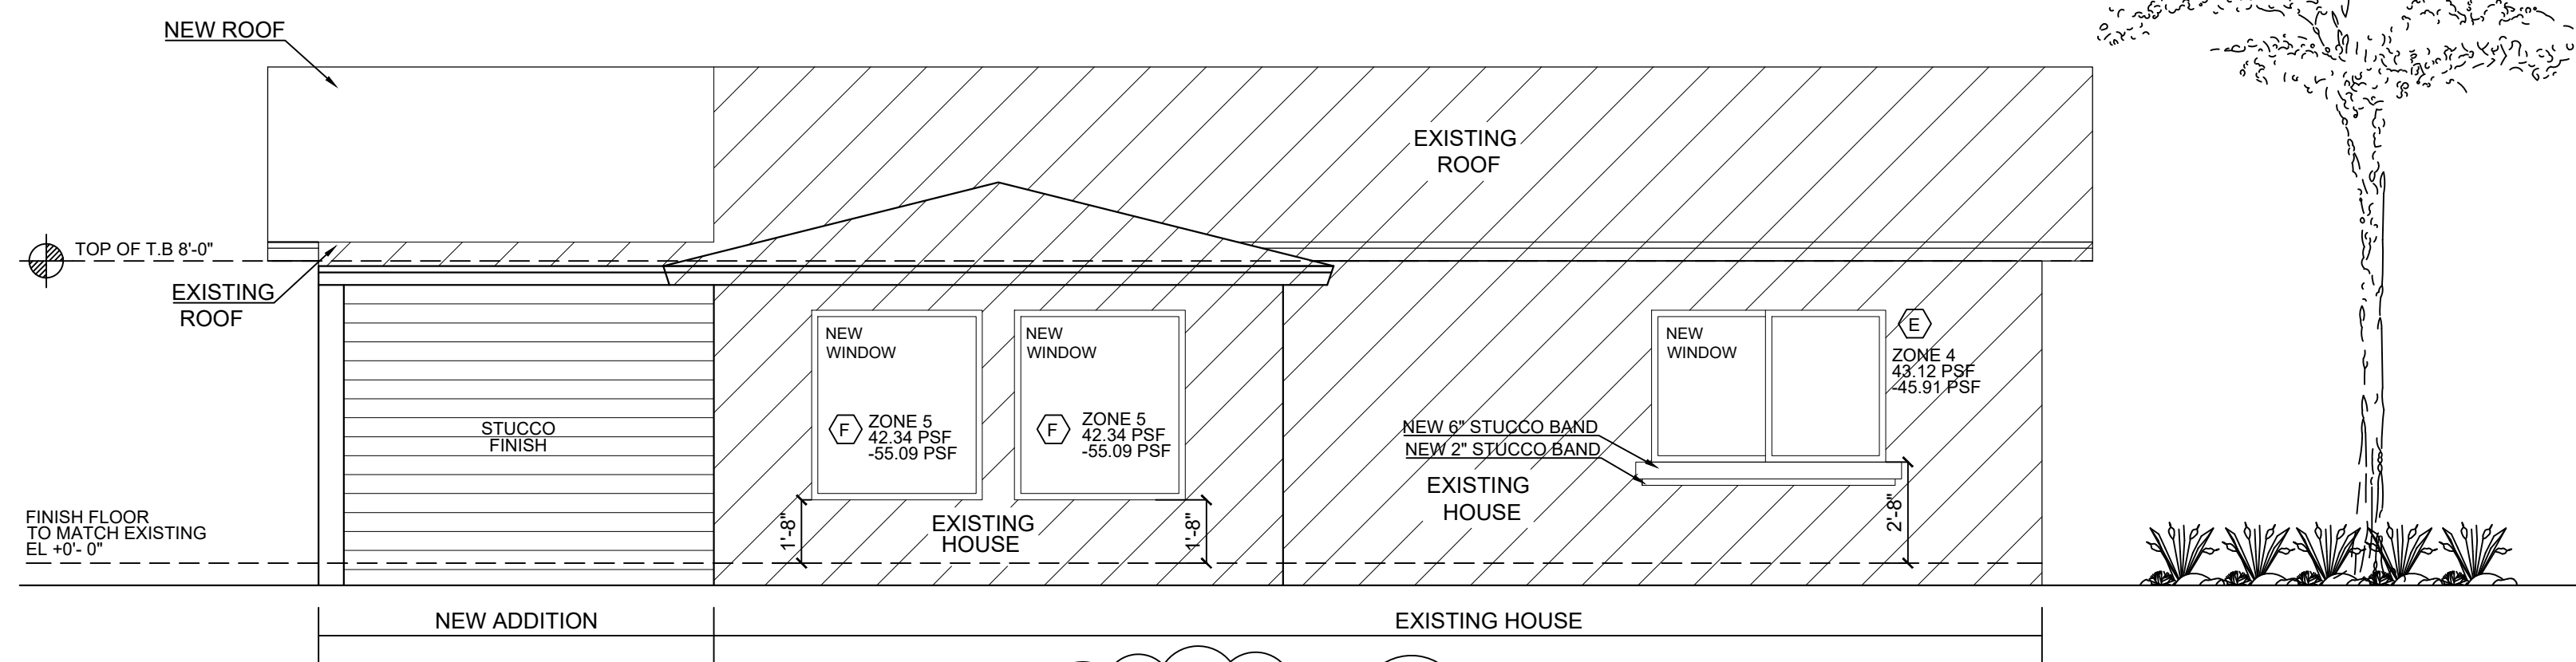 NEW ROOF
EXISTING
ROOF
TOP OF T.B 8'-0"
EXISTING
ROOF
NEW
WINDOW
NEW
WINDOW
NEW
WINDOW
E
ZONE 4
43.12 PSF
-45.91 PSF
F
ZONE 5
42.34 PSF
-55.09 PSF
F
ZONE 5
42.34 PSF
-55.09 PSF
STUCCO
FINISH
NEW 6" STUCCO BAND
NEW 2" STUCCO BAND
EXISTING
HOUSE
FINISH FLOOR
TO MATCH EXISTING
EL +0'- 0"
1'-8"
EXISTING
HOUSE
1'-8"
2'-8"
NEW ADDITION
EXISTING HOUSE